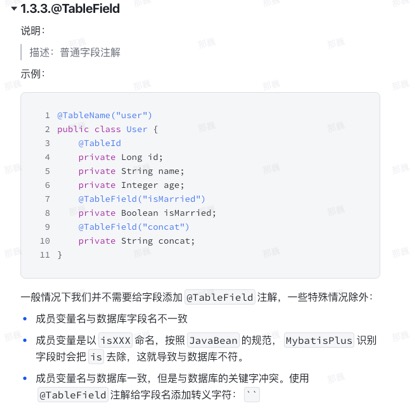 1.3.3.@TableField
说明:
描述：普通字段注解
示例:
1 @TableName("user")
2 public class User {
3     @TableId
4     private Long id;
5     private String name;
6     private Integer age;
7     @TableField("isMarried")
8     private Boolean isMarried;
9     @TableField("concat")
10     private String concat;
11 }
一般情况下我们并不需要给字段添加 @TableField 注解，一些特殊情况除外：
• 成员变量名与数据库字段名不一致
• 成员变量是以 isXXX 命名，按照 JavaBean 的规范， MybatisPlus 识别
字段时会把 is 去除，这就导致与数据库不符。
• 成员变量名与数据库一致，但是与数据库的关键字冲突。使用
@TableField 注解给字段名添加转义字符： ``